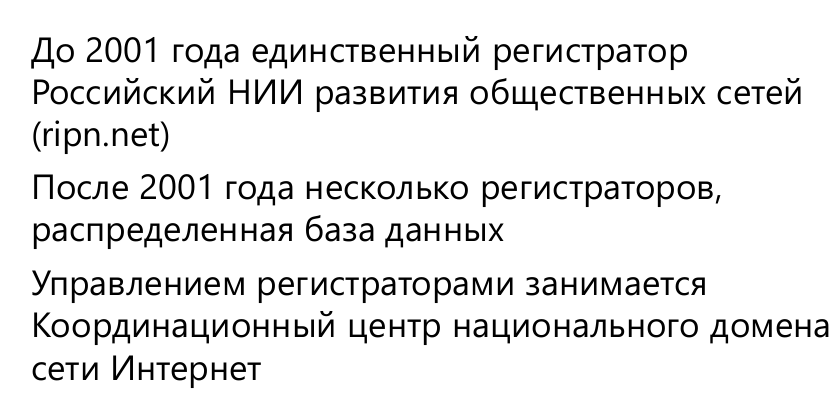 До 2001 года единственный регистратор
Российский НИИ развития общественных сетей
(ripn.net)
После 2001 года несколько регистраторов,
распределенная база данных
Управлением регистраторами занимается
Координационный центр национального домена
сети Интернет